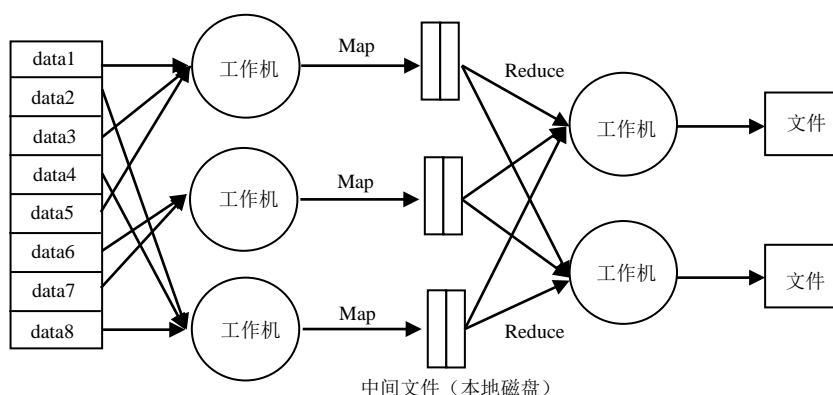 data1
data2
data3
data4
data5
data6
data7
data8
工作机
工作机
工作机
Map
Map
Map
Reduce
Reduce
工作机
工作机
文件
文件
中间文件（本地磁盘）